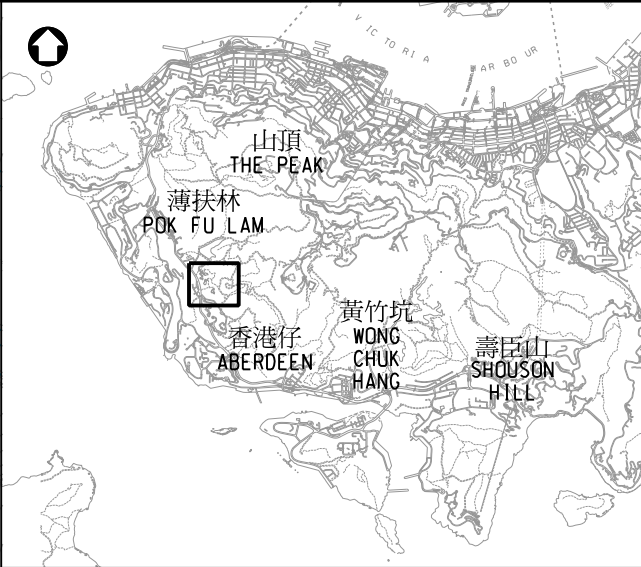 VICTORIA
HARBOUR
山頂
THE PEAK
薄扶林
POK FU LAM
香港仔
ABERDEEN
黃竹坑
WONG
CHUK
HANG
壽臣山
SHOUSON
HILL